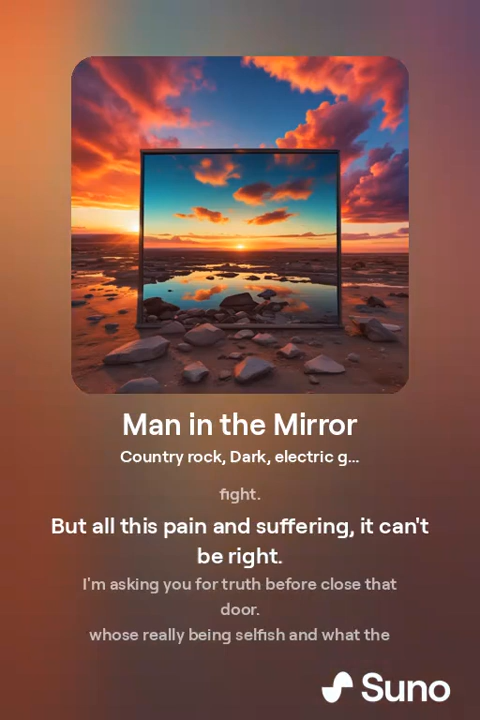 Man in the Mirror
Country rock, Dark, electric g...
fight.
But all this pain and suffering, it can't
be right.
I'm asking you for truth before close that
door.
whose really being selfish and what the
Suno